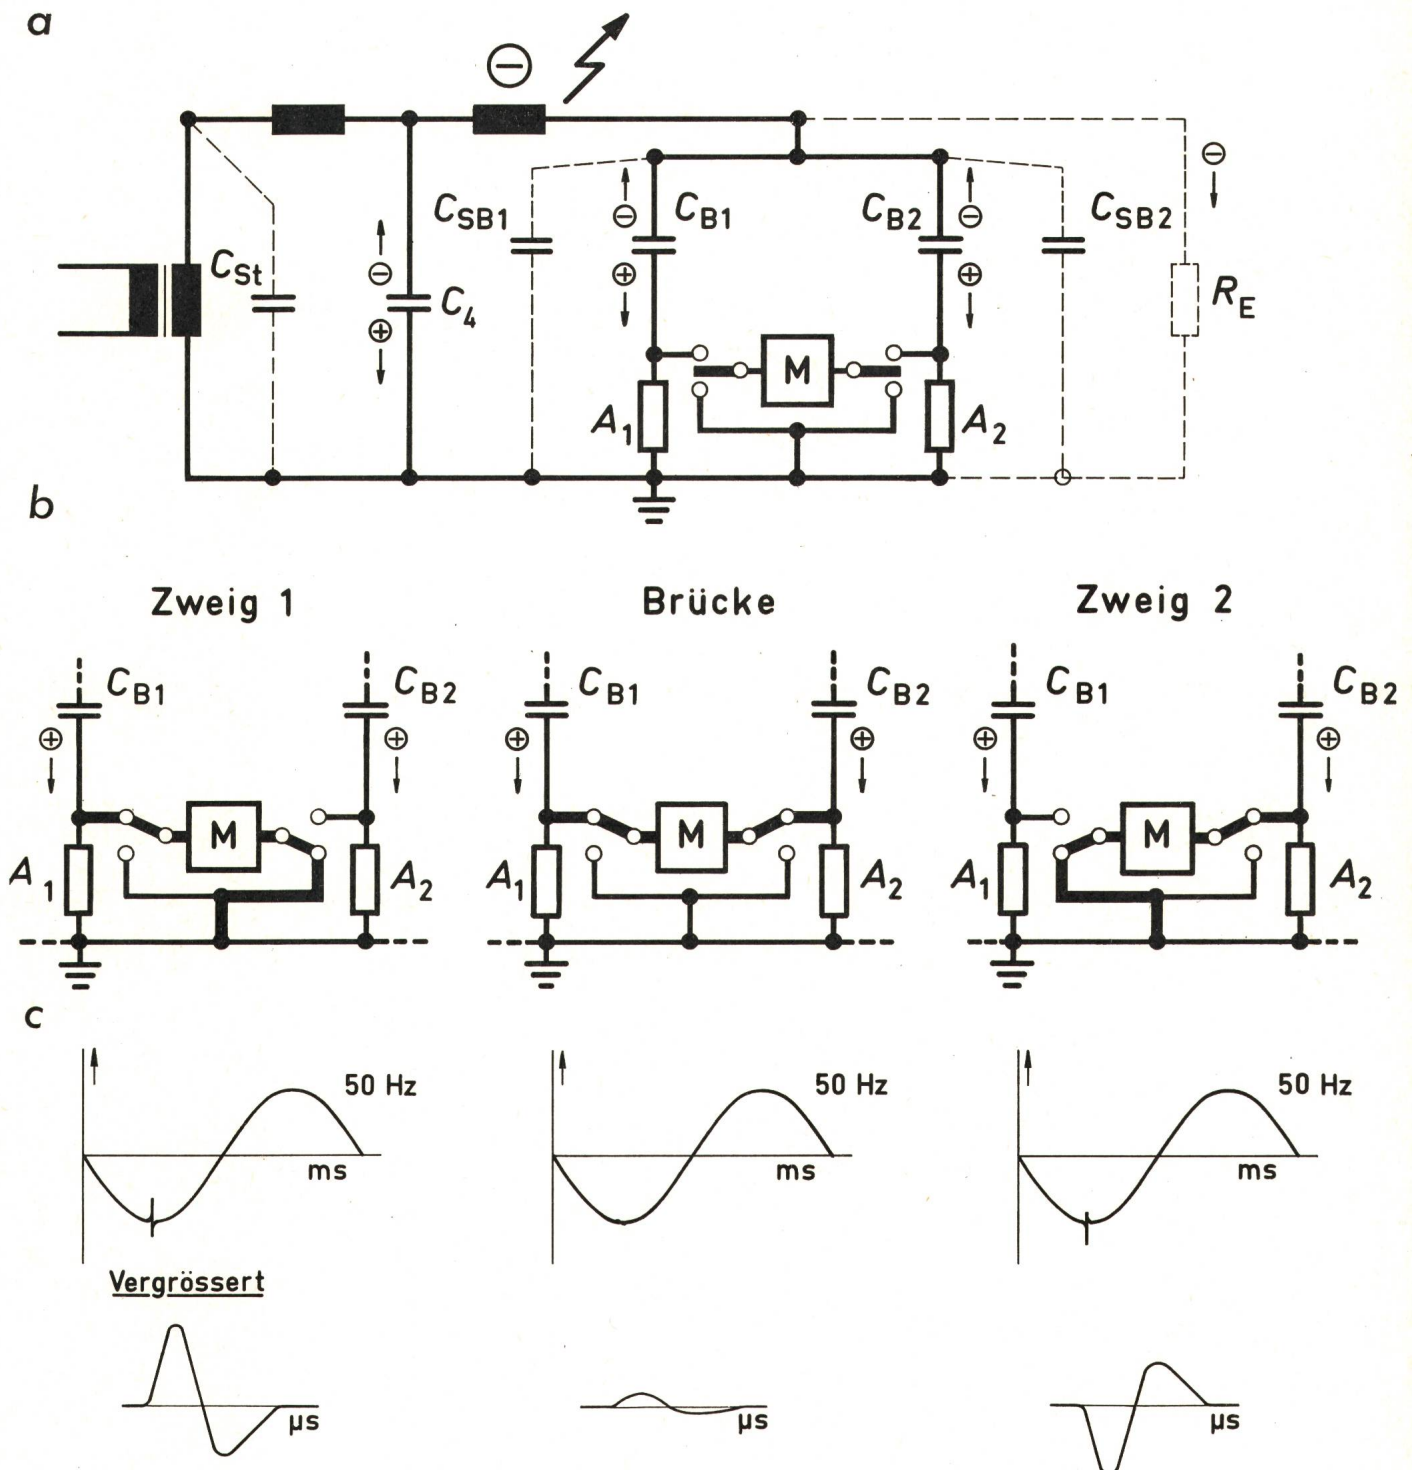 a
⊖
⊖
C_SB1 ⊖ C_B1 C_B2 ⊖ C_SB2
C_St ⊖ C_4 ⊕ ⊕ R_E
⊕
M
A_1 A_2
b
Zweig 1 Brücke Zweig 2
C_B1 C_B2 C_B1 C_B2 C_B1 C_B2
⊕ ⊕ ⊕ ⊕ ⊕ ⊕
M M M
A_1 A_2 A_1 A_2 A_1 A_2
c
50 Hz 50 Hz 50 Hz
ms ms ms
Vergrössert
µs µs µs